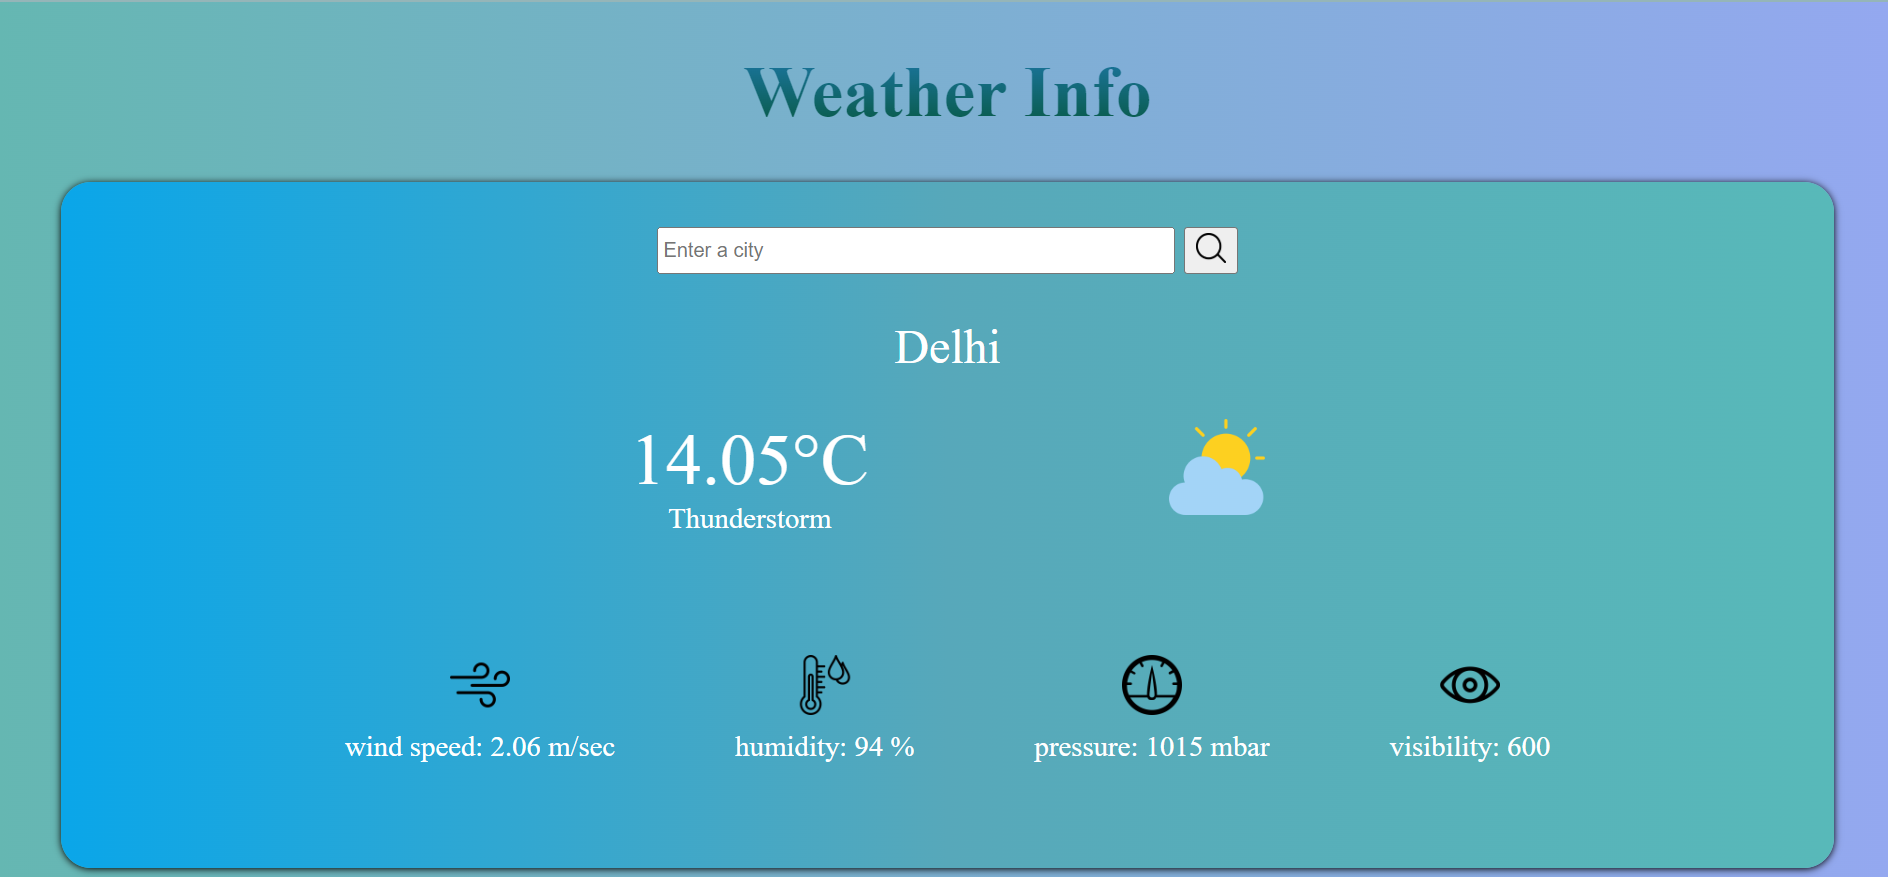 Weather Info
Enter a city
Delhi
14.05°C
Thunderstorm
wind speed: 2.06 m/sec
humidity: 94 %
pressure: 1015 mbar
visibility: 600